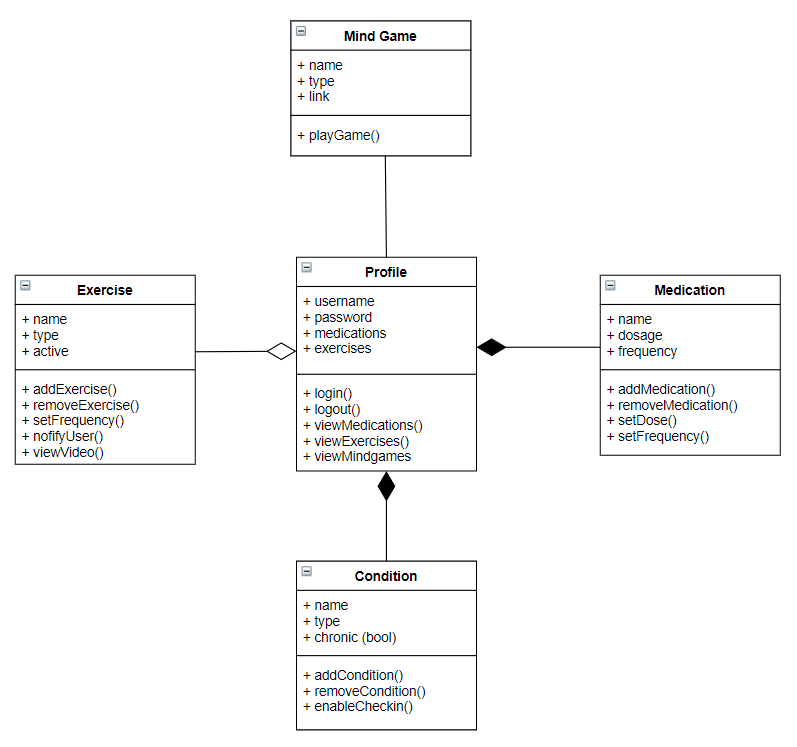 Mind Game
+ name
+ type
+ link
+ playGame()
Exercise
+ name
+ type
+ active
+ addExercise()
+ removeExercise()
+ setFrequency()
+ nofifyUser()
+ viewVideo()
Profile
+ username
+ password
+ medications
+ exercises
+ login()
+ logout()
+ viewMedications()
+ viewExercises()
+ viewMindgames
Medication
+ name
+ dosage
+ frequency
+ addMedication()
+ removeMedication()
+ setDose()
+ setFrequency()
Condition
+ name
+ type
+ chronic (bool)
+ addCondition()
+ removeCondition()
+ enableCheckin()